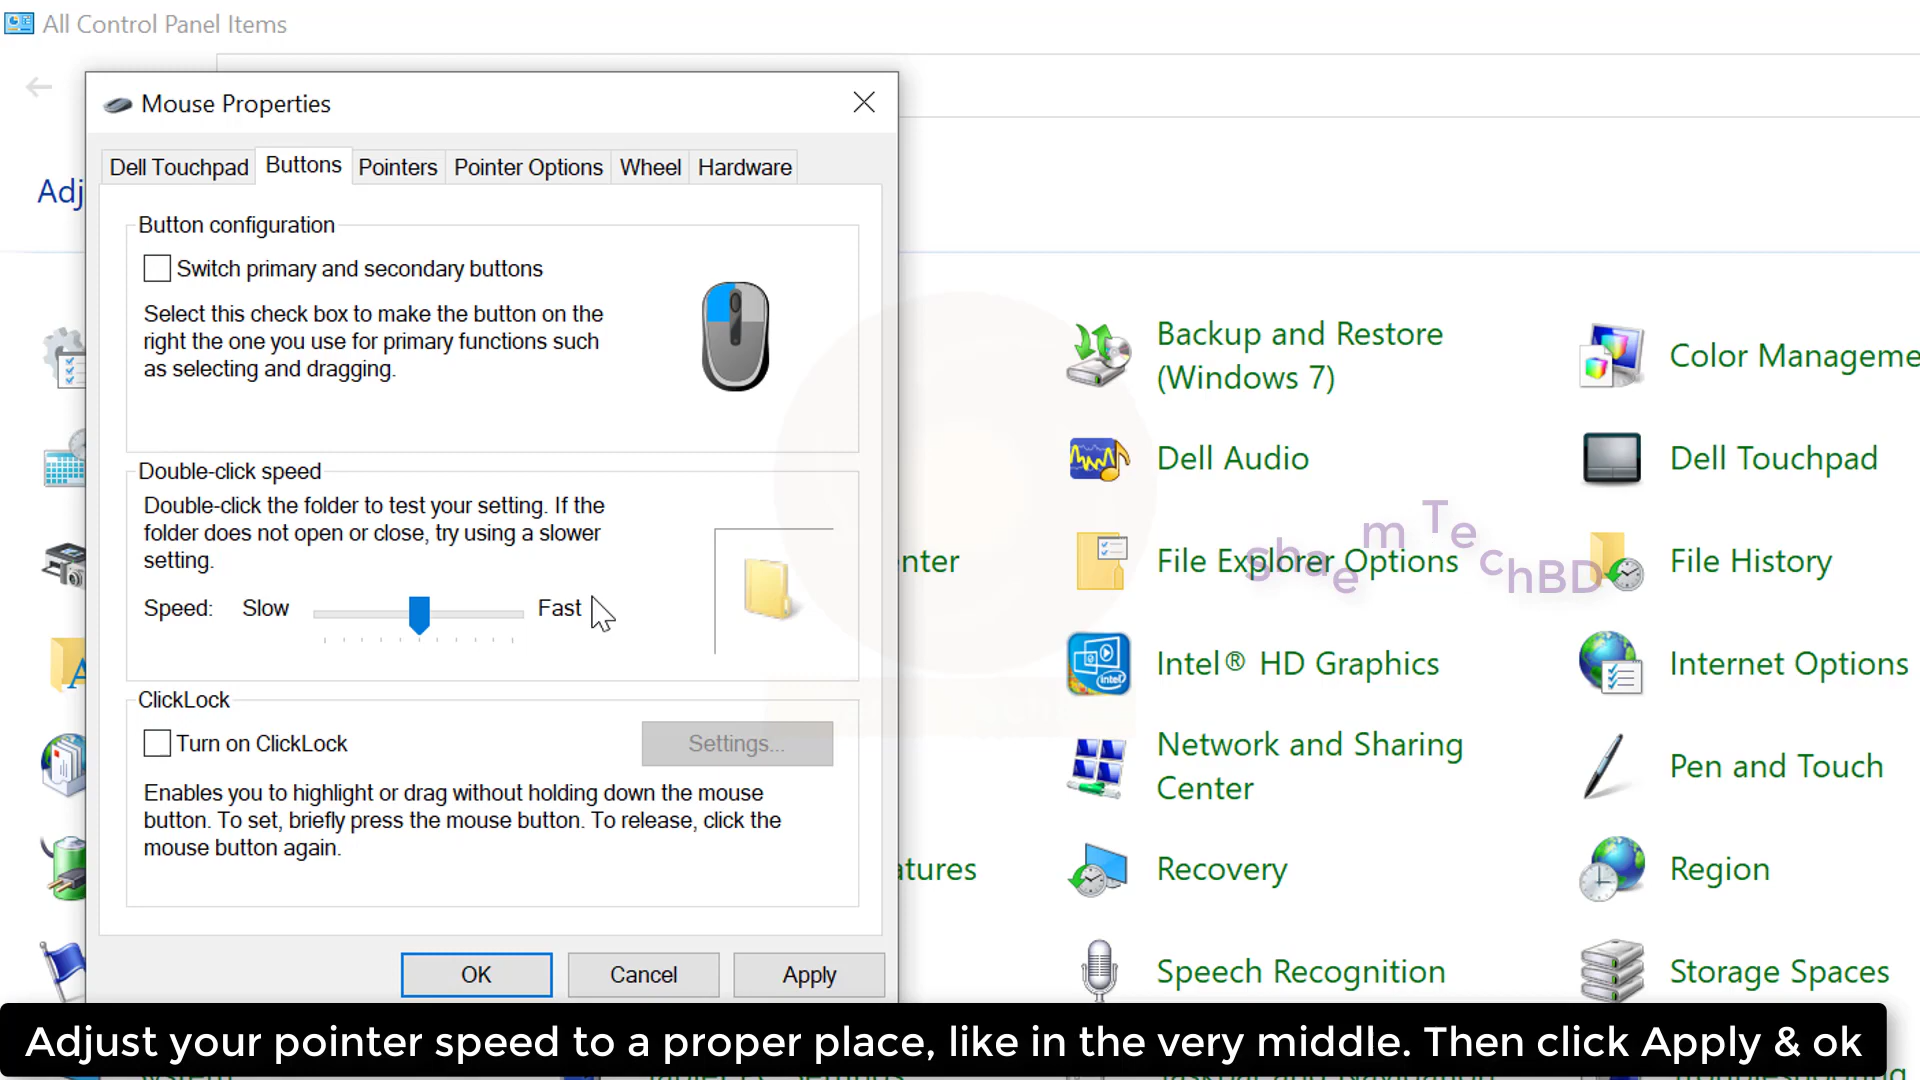 All Control Panel Items
Mouse Properties
Dell Touchpad
Buttons
Pointers
Pointer Options
Wheel
Hardware
Adj
Button configuration
Switch primary and secondary buttons
Select this check box to make the button on the
right the one you use for primary functions such
as selecting and dragging.
Double-click speed
Double-click the folder to test your setting. If the
folder does not open or close, try using a slower
setting.
Speed: Slow Fast
ClickLock
Turn on ClickLock
Settings...
Enables you to highlight or drag without holding down the mouse
button. To set, briefly press the mouse button. To release, click the
mouse button again.
OK
Cancel
Apply
nter
atures
Backup and Restore
(Windows 7)
Color Manageme
Dell Audio
Dell Touchpad
File Explorer Options
File History
Shaem TechBD
Intel® HD Graphics
Internet Options
Network and Sharing
Center
Pen and Touch
Recovery
Region
Speech Recognition
Storage Spaces
Adjust your pointer speed to a proper place, like in the very middle. Then click Apply & ok